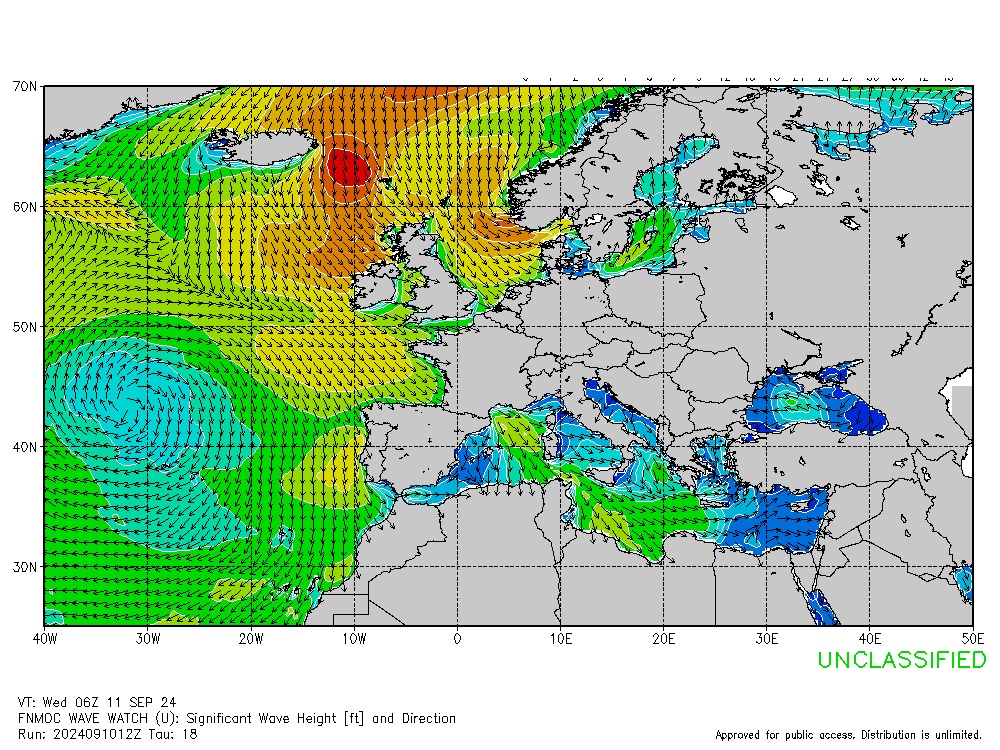 70N
60N
50N
40N
30N
40W 30W 20W 10W 0 10E 20E 30E 40E 50E
UNCLASSIFIED
VT: Wed 06Z 11 SEP 24
FNMOC WAVE WATCH (U): Significant Wave Height [ft] and Direction
Run: 2024091012Z Tau: 18
Approved for public access. Distribution is unlimited.